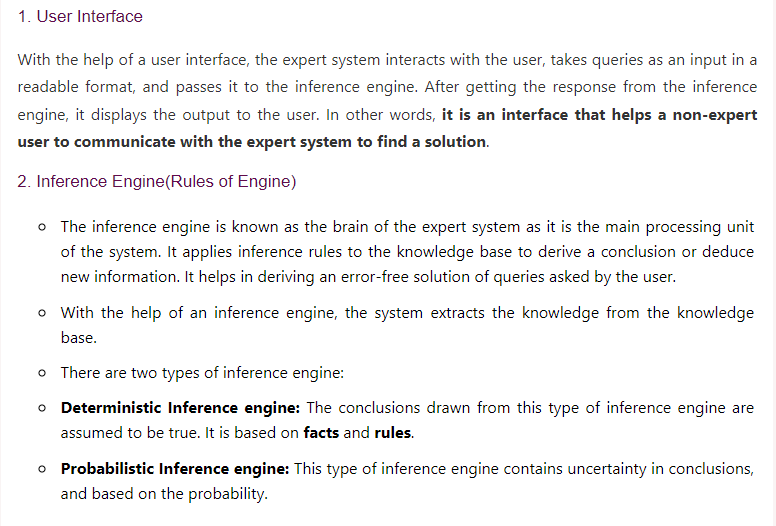 1. User Interface
With the help of a user interface, the expert system interacts with the user, takes queries as an input in a
readable format, and passes it to the inference engine. After getting the response from the inference
engine, it displays the output to the user. In other words, it is an interface that helps a non-expert
user to communicate with the expert system to find a solution.
2. Inference Engine(Rules of Engine)
The inference engine is known as the brain of the expert system as it is the main processing unit
of the system. It applies inference rules to the knowledge base to derive a conclusion or deduce
new information. It helps in deriving an error-free solution of queries asked by the user.
With the help of an inference engine, the system extracts the knowledge from the knowledge
base.
There are two types of inference engine:
Deterministic Inference engine: The conclusions drawn from this type of inference engine are
assumed to be true. It is based on facts and rules.
Probabilistic Inference engine: This type of inference engine contains uncertainty in conclusions,
and based on the probability.